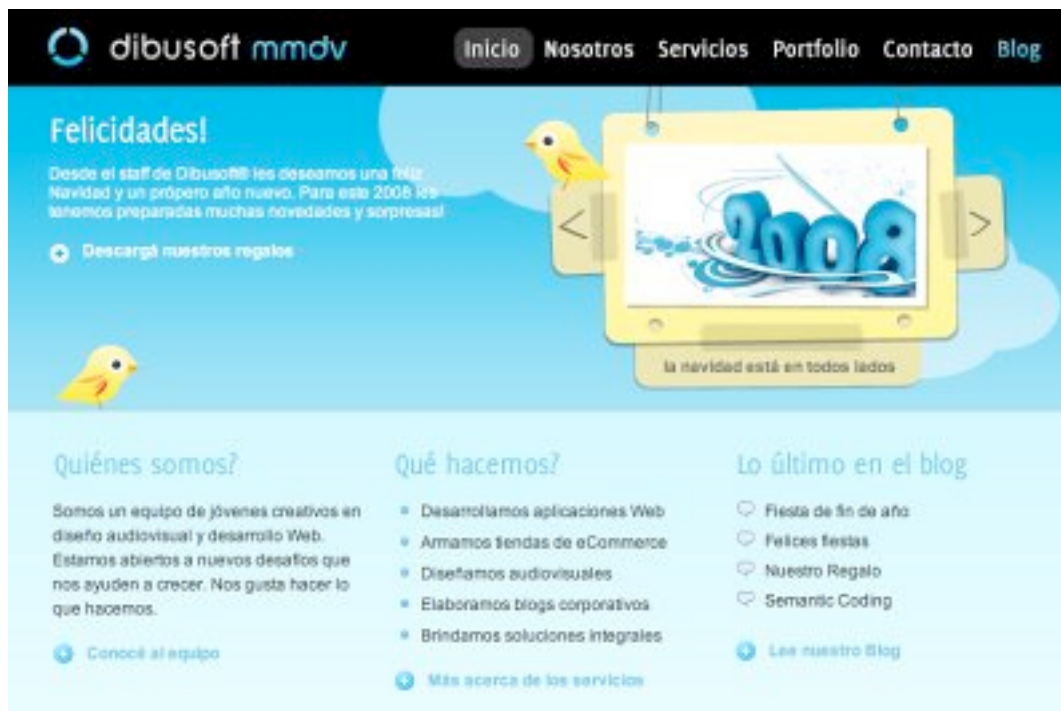 dibusoft mmdv
Inicio Nosotros Servicios Portfolio Contacto Blog
Felicidades!
Desde el staff de Dibusoft® les deseamos una feliz
Navidad y un própero año nuevo. Para este 2008 les
tenemos preparadas muchas novedades y sorpresas!
Descargá nuestros regalos
<
2008
>
la navidad está en todos lados
Quiénes somos?
Somos un equipo de jóvenes creativos en
diseño audiovisual y desarrollo Web.
Estamos abiertos a nuevos desafíos que
nos ayuden a crecer. Nos gusta hacer lo
que hacemos.
Conocé al equipo
Qué hacemos?
Desarrollamos aplicaciones Web
Armamos tiendas de eCommerce
Diseñamos audiovisuales
Elaboramos blogs corporativos
Brindamos soluciones integrales
Más acerca de los servicios
Lo último en el blog
Fiesta de fin de año
Felices fiestas
Nuestro Regalo
Semantic Coding
Lee nuestro Blog